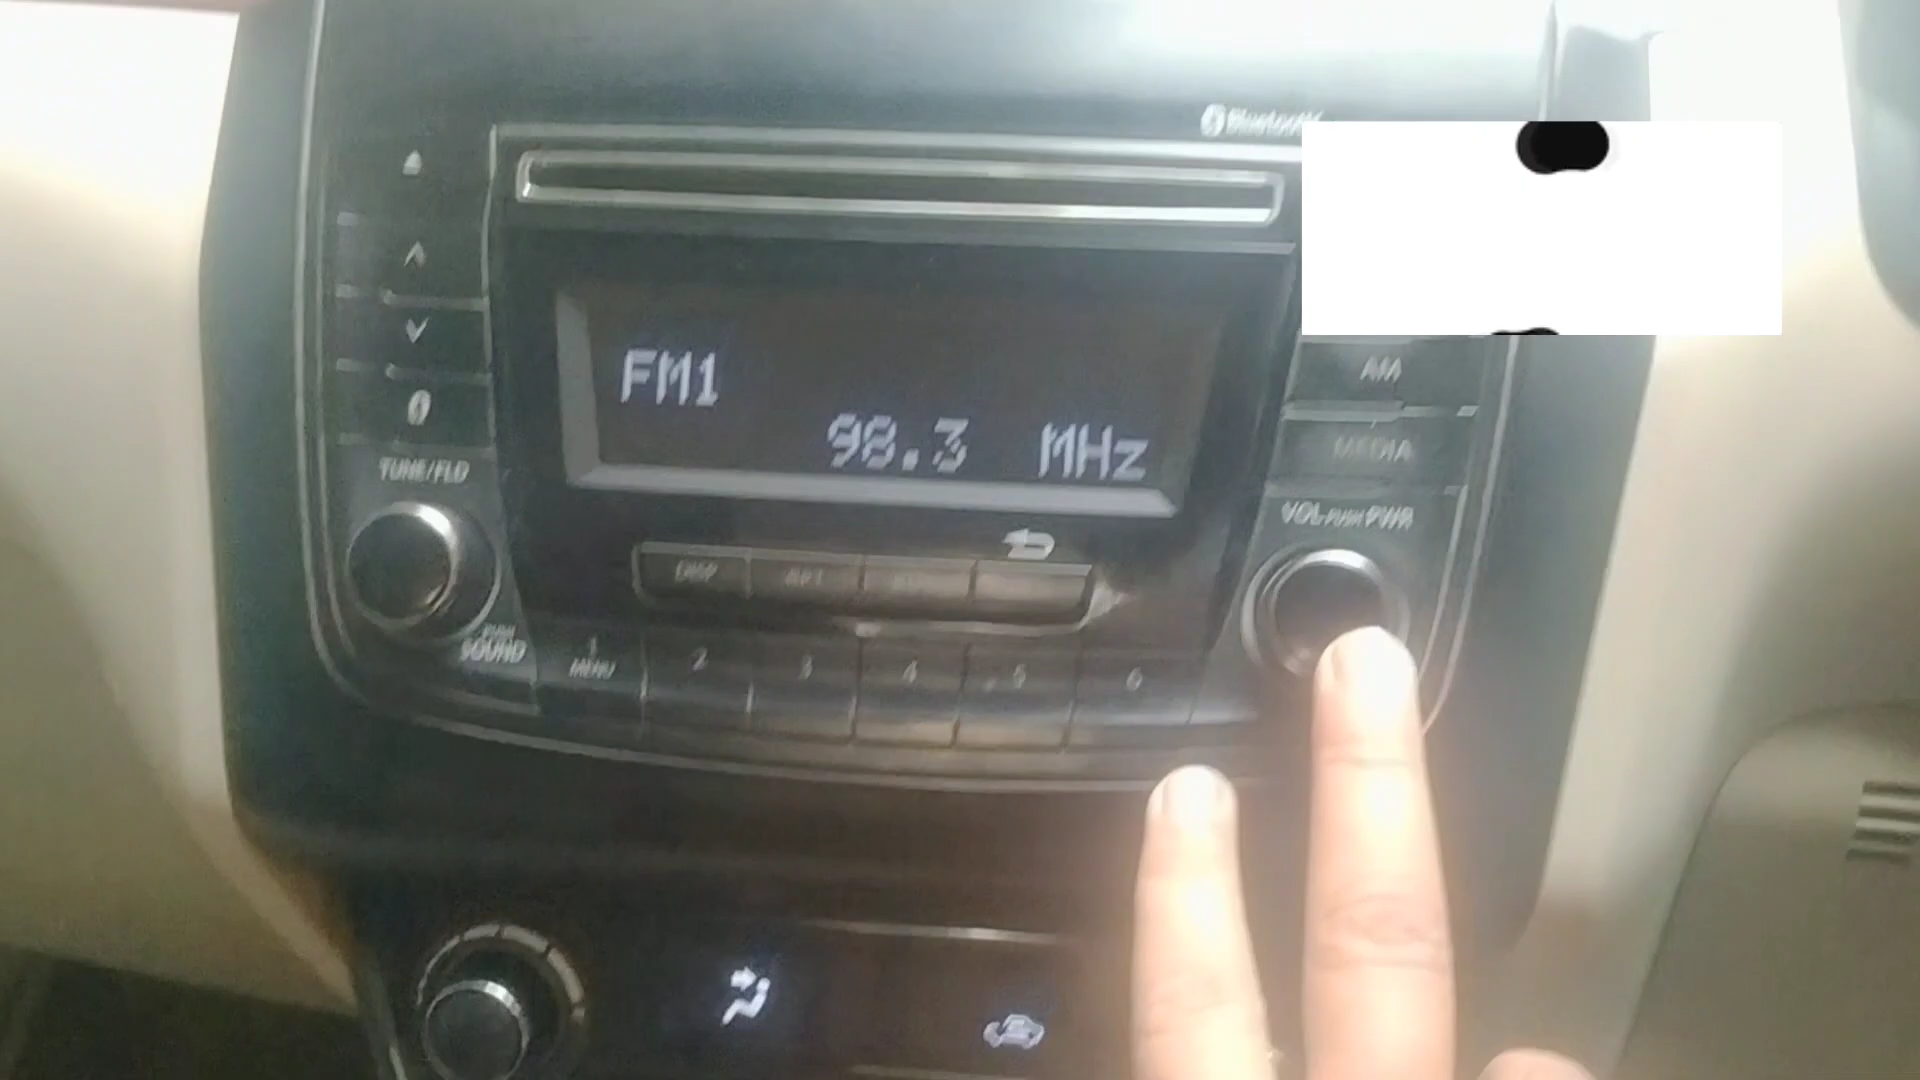 Bluetooth
FM1
98.3 MHz
AM
MEDIA
TUNE/FLD
VOL PUSH PWR
DISP
PUSH
SOUND
1 2 3 4 5 6
MENU